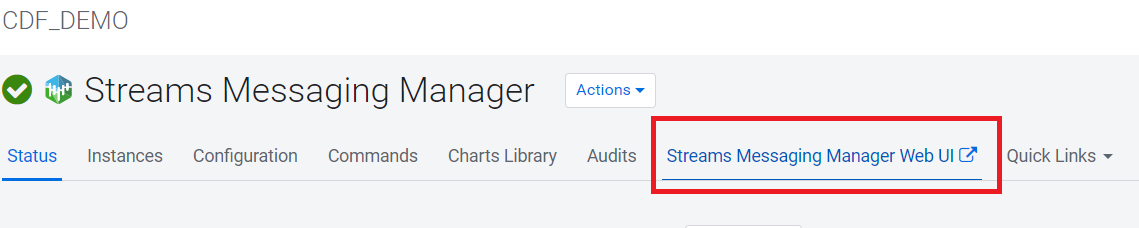 CDF_DEMO
Streams Messaging Manager
Actions
Status Instances Configuration Commands Charts Library Audits Streams Messaging Manager Web UI Quick Links